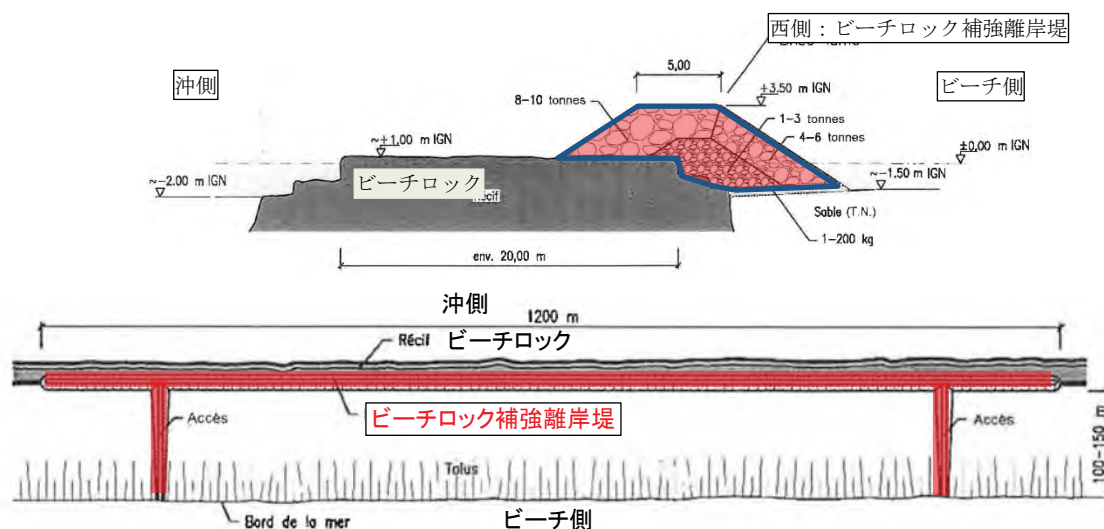 西側：ビーチロック補強離岸堤
5,00
沖側
ビーチ側
8-10 tonnes
+3,50 m IGN
1-3 tonnes
4-6 tonnes
~+1,00 m IGN
±0,00 m IGN
ビーチロック
~-2.00 m IGN
~-1,50 m IGN
Sable (T.N.)
1-200 kg
env. 20,00 m
沖側
1200 m
Récif ビーチロック
Accès
ビーチロック補強離岸堤
Accès
100-150 m
Talus
Bord de la mer
ビーチ側